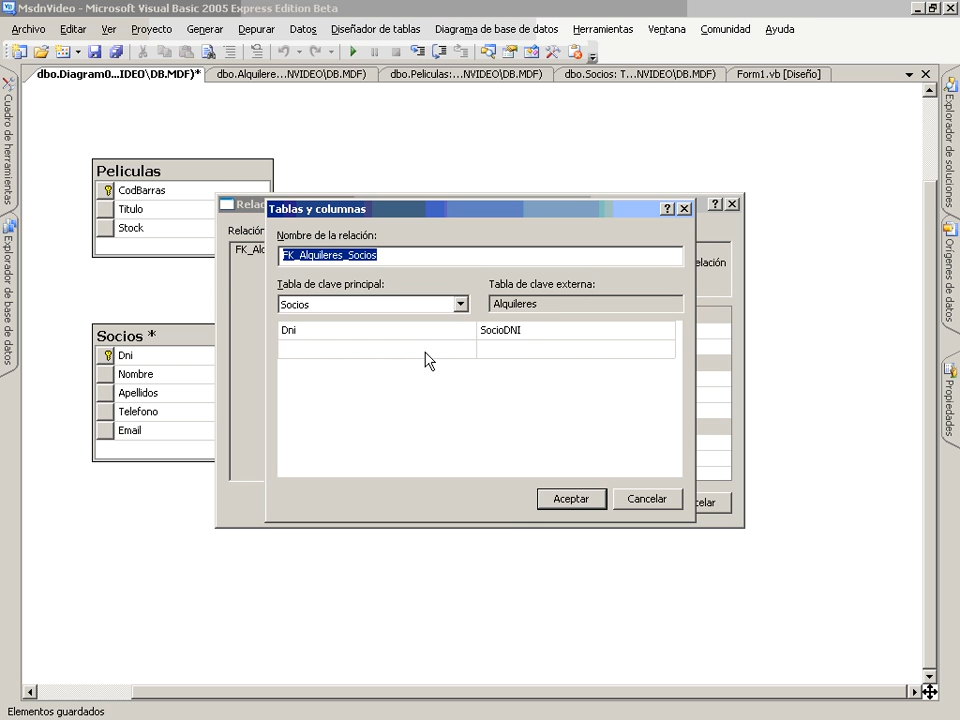 MsdnVideo - Microsoft Visual Basic 2005 Express Edition Beta
Archivo Editar Ver Proyecto Generar Depurar Datos Diseñador de tablas Diagrama de base de datos Herramientas Ventana Comunidad Ayuda
dbo.Diagram0...IDEO\DB.MDF)* dbo.Alquilere...NVIDEO\DB.MDF) dbo.Peliculas:...NVIDEO\DB.MDF) dbo.Socios: T...NVIDEO\DB.MDF) Form1.vb [Diseño]
Cuadro de herramientas
Explorador de base de datos
Explorador de soluciones
Orígenes de datos
Propiedades
Peliculas
CodBarras
Titulo
Stock
Socios *
Dni
Nombre
Apellidos
Telefono
Email
Relac
Relación
FK_Alq
elación
celar
Tablas y columnas
Nombre de la relación:
FK_Alquileres_Socios
Tabla de clave principal: Tabla de clave externa:
Socios Alquileres
Dni SocioDNI
Aceptar Cancelar
Elementos guardados